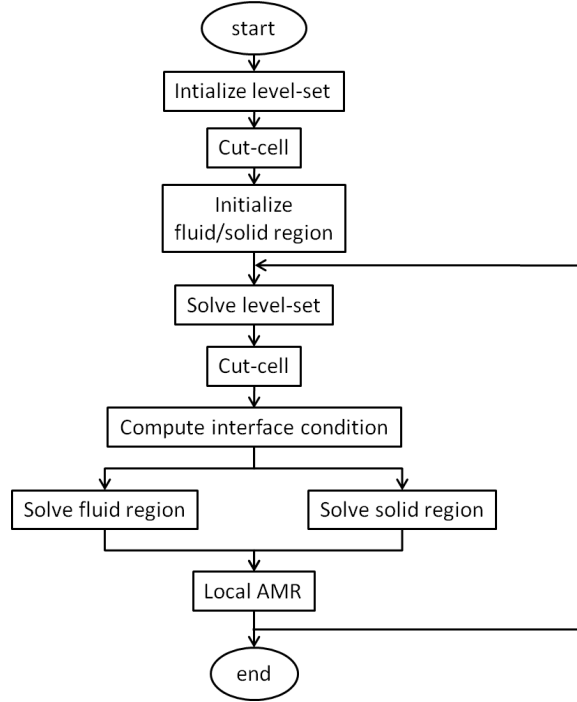 start
Intialize level-set
Cut-cell
Initialize
fluid/solid region
Solve level-set
Cut-cell
Compute interface condition
Solve fluid region
Solve solid region
Local AMR
end